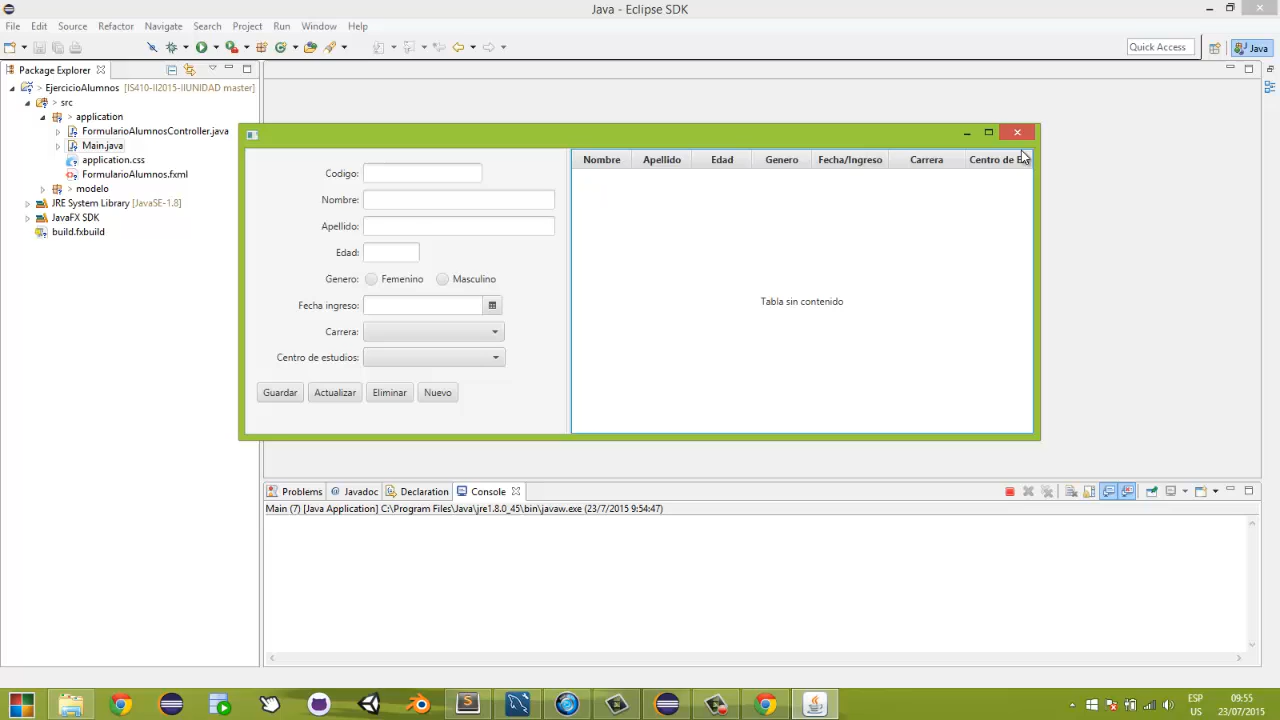 Java - Eclipse SDK
File Edit Source Refactor Navigate Search Project Run Window Help
Quick Access
Java
Package Explorer
EjercicioAlumnos [IS410-II2015-IIUNIDAD master]
src
application
FormularioAlumnosController.java
Main.java
application.css
FormularioAlumnos.fxml
modelo
JRE System Library [JavaSE-1.8]
JavaFX SDK
build.fxbuild
Codigo:
Nombre:
Apellido:
Edad:
Genero: Femenino Masculino
Fecha ingreso:
Carrera:
Centro de estudios:
Guardar Actualizar Eliminar Nuevo
Nombre Apellido Edad Genero Fecha/Ingreso Carrera Centro de
Tabla sin contenido
Problems Javadoc Declaration Console
Main (7) [Java Application] C:\Program Files\Java\jre1.8.0_45\bin\javaw.exe (23/7/2015 9:54:47)
ESP
US
09:55
23/07/2015